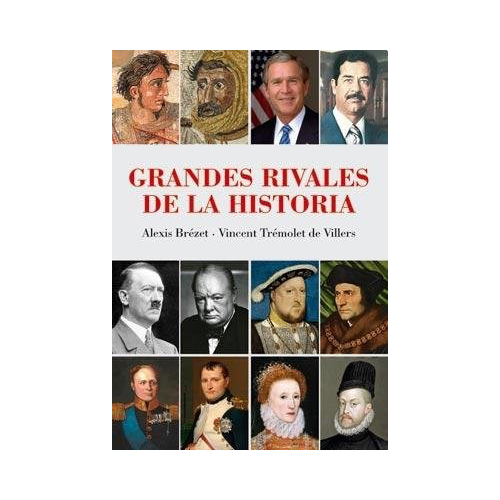 GRANDES RIVALES
DE LA HISTORIA
Alexis Brézet · Vincent Trémolet de Villers